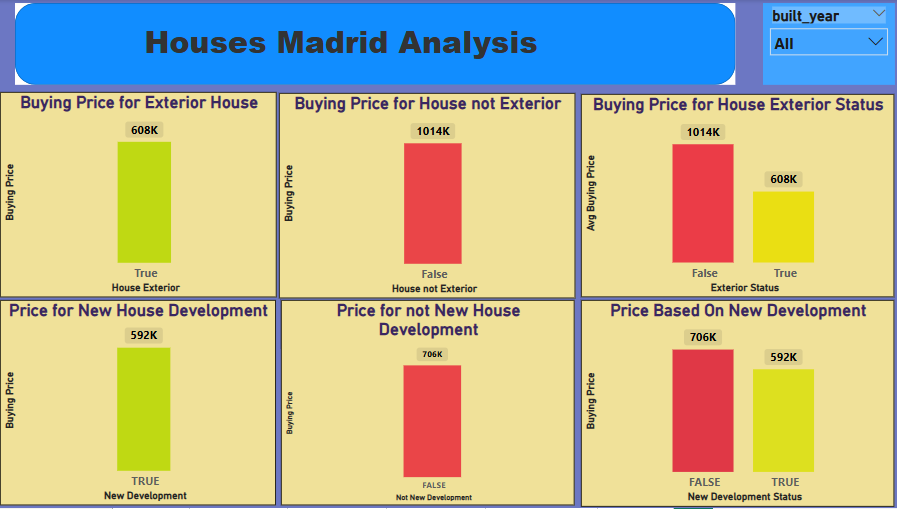 Houses Madrid Analysis
built_year
All
Buying Price for Exterior House
608K
Buying Price
True
House Exterior
Buying Price for House not Exterior
1014K
Buying Price
False
House not Exterior
Buying Price for House Exterior Status
1014K
608K
Avg Buying Price
False True
Exterior Status
Price for New House Development
592K
Buying Price
TRUE
New Development
Price for not New House
Development
706K
Buying Price
FALSE
Not New Development
Price Based On New Development
706K
592K
Buying Price
FALSE TRUE
New Development Status